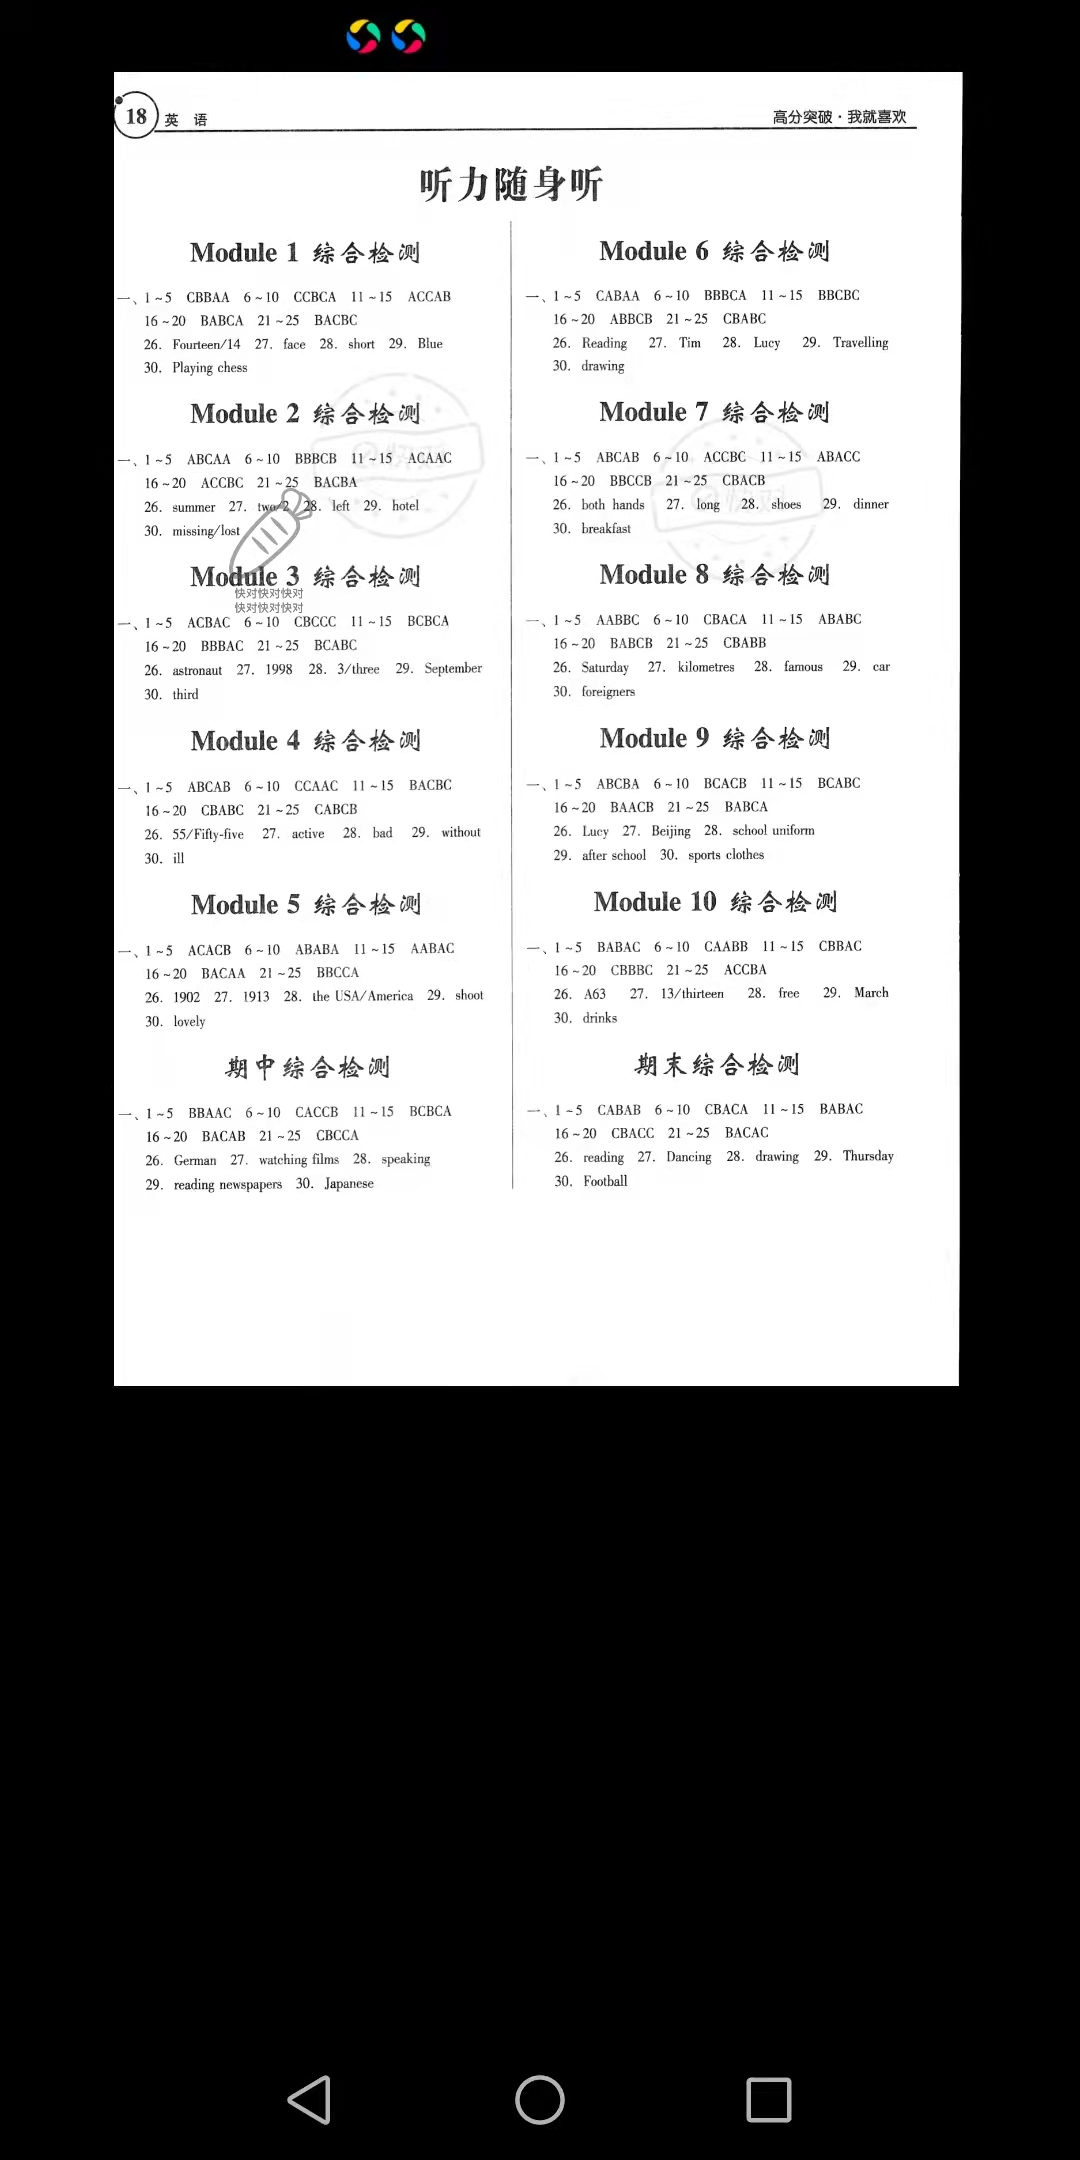 18 英 语
高分突破·我就喜欢
听力随身听
Module 1 综合检测
一、1~5 CBBAA 6~10 CCBCA 11~15 ACCAB
16~20 BABCA 21~25 BACBC
26. Fourteen/14 27. face 28. short 29. Blue
30. Playing chess
Module 2 综合检测
一、1~5 ABCAA 6~10 BBBCB 11~15 ACAAC
16~20 ACCBC 21~25 BACBA
26. summer 27. two/2 28. left 29. hotel
30. missing/lost
Module 3 综合检测
快对快对快对
快对快对快对
一、1~5 ACBAC 6~10 CBCCC 11~15 BCBCA
16~20 BBBAC 21~25 BCABC
26. astronaut 27. 1998 28. 3/three 29. September
30. third
Module 4 综合检测
一、1~5 ABCAB 6~10 CCAAC 11~15 BACBC
16~20 CBABC 21~25 CABCB
26. 55/Fifty-five 27. active 28. bad 29. without
30. ill
Module 5 综合检测
一、1~5 ACACB 6~10 ABABA 11~15 AABAC
16~20 BACAA 21~25 BBCCA
26. 1902 27. 1913 28. the USA/America 29. shoot
30. lovely
期中综合检测
一、1~5 BBAAC 6~10 CACCB 11~15 BCBCA
16~20 BACAB 21~25 CBCCA
26. German 27. watching films 28. speaking
29. reading newspapers 30. Japanese
Module 6 综合检测
一、1~5 CABAA 6~10 BBBCA 11~15 BBCBC
16~20 ABBCB 21~25 CBABC
26. Reading 27. Tim 28. Lucy 29. Travelling
30. drawing
Module 7 综合检测
一、1~5 ABCAB 6~10 ACCBC 11~15 ABACC
16~20 BBCCB 21~25 CBACB
26. both hands 27. long 28. shoes 29. dinner
30. breakfast
Module 8 综合检测
一、1~5 AABBC 6~10 CBACA 11~15 ABABC
16~20 BABCB 21~25 CBABB
26. Saturday 27. kilometres 28. famous 29. car
30. foreigners
Module 9 综合检测
一、1~5 ABCBA 6~10 BCACB 11~15 BCABC
16~20 BAACB 21~25 BABCA
26. Lucy 27. Beijing 28. school uniform
29. after school 30. sports clothes
Module 10 综合检测
一、1~5 BABAC 6~10 CAABB 11~15 CBBAC
16~20 CBBBC 21~25 ACCBA
26. A63 27. 13/thirteen 28. free 29. March
30. drinks
期末综合检测
一、1~5 CABAB 6~10 CBACA 11~15 BABAC
16~20 CBACC 21~25 BACAC
26. reading 27. Dancing 28. drawing 29. Thursday
30. Football